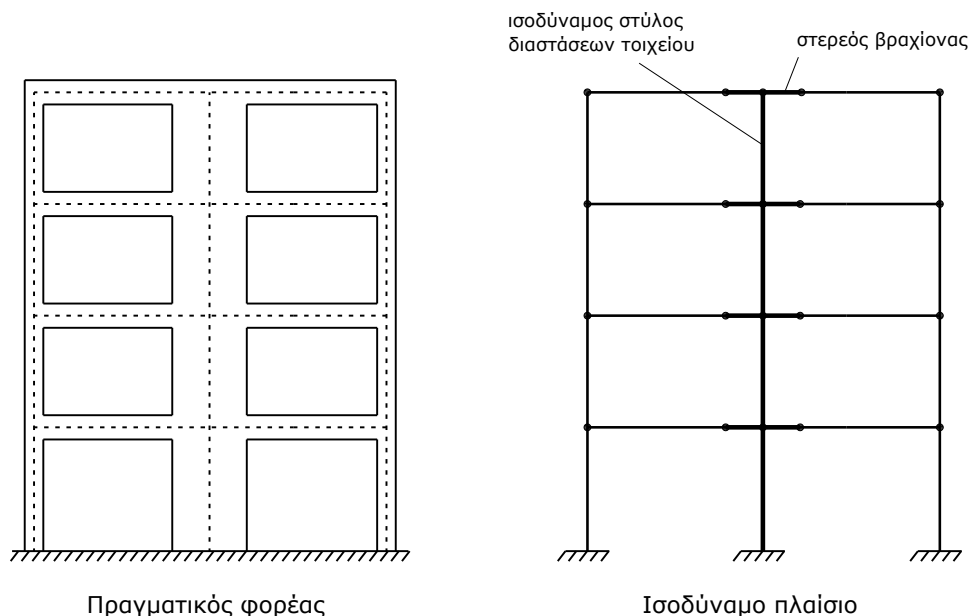 ισοδύναμος στύλος
διαστάσεων τοιχείου
στερεός βραχίονας
Πραγματικός φορέας
Ισοδύναμο πλαίσιο